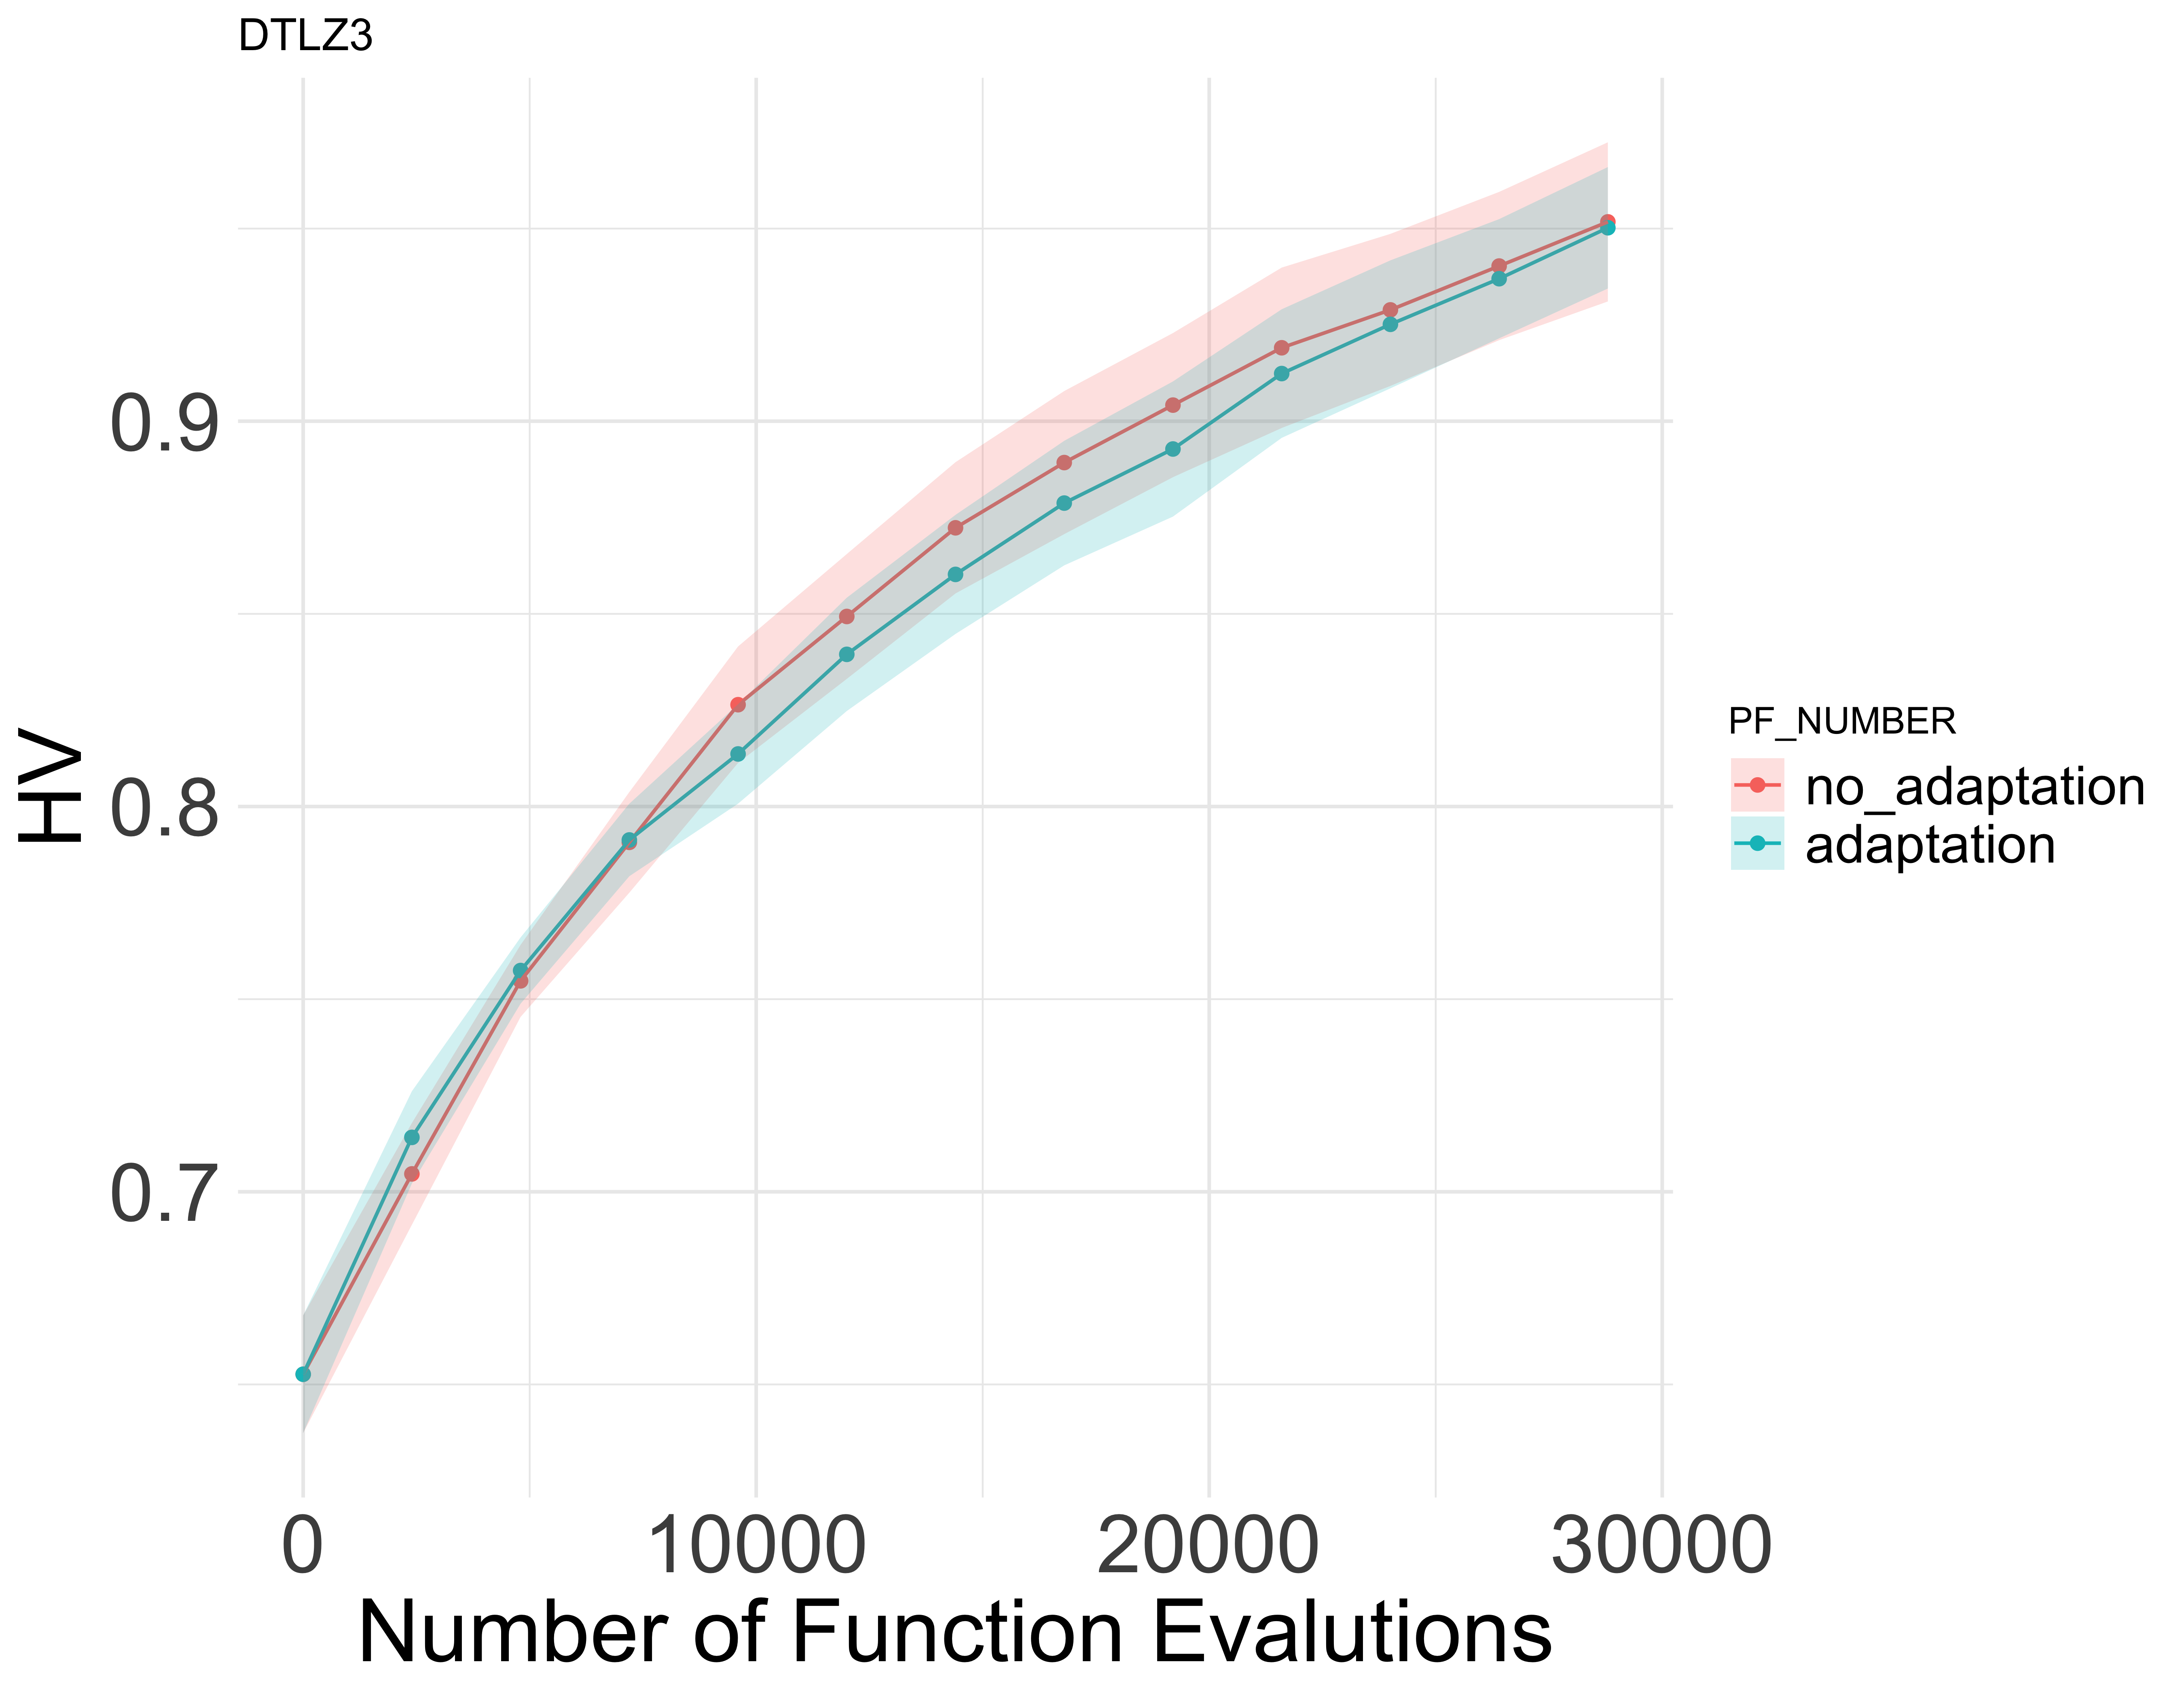 DTLZ3
HV
0.9
0.8
0.7
0 10000 20000 30000
Number of Function Evalutions
PF_NUMBER
no_adaptation
adaptation